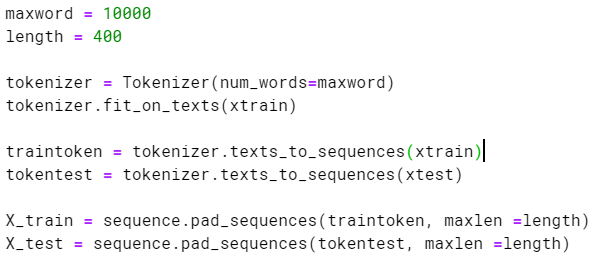 maxword = 10000
length = 400
tokenizer = Tokenizer(num_words=maxword)
tokenizer.fit_on_texts(xtrain)
traintoken = tokenizer.texts_to_sequences(xtrain)
tokentest = tokenizer.texts_to_sequences(xtest)
X_train = sequence.pad_sequences(traintoken, maxlen =length)
X_test = sequence.pad_sequences(tokentest, maxlen =length)